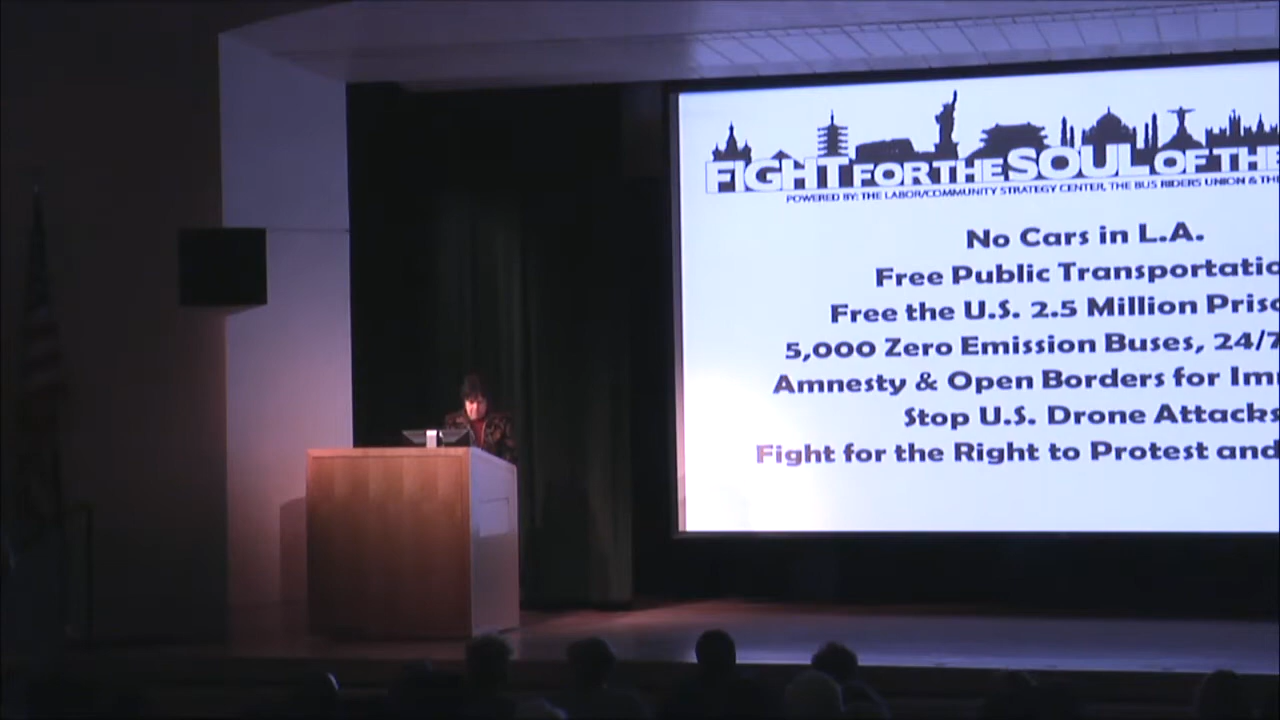 FIGHT FOR THE SOUL OF THE
POWERED BY: THE LABOR/COMMUNITY STRATEGY CENTER, THE BUS RIDERS UNION & THE
No Cars in L.A.
Free Public Transportatio
Free the U.S. 2.5 Million Priso
5,000 Zero Emission Buses, 24/7
Amnesty & Open Borders for Im
Stop U.S. Drone Attacks
Fight for the Right to Protest and